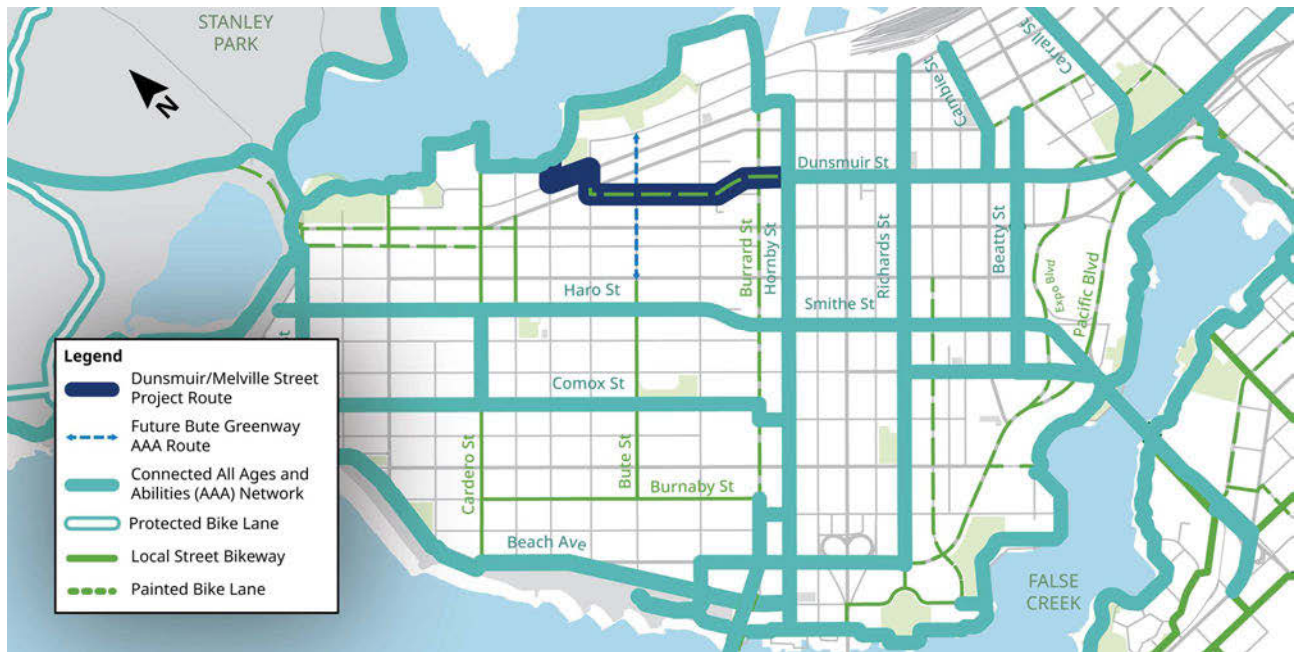 STANLEY
PARK
N
Carrall St
Cambie St
Dunsmuir St
Burrard St
Hornby St
Richards St
Beatty St
Expo Blvd
Pacific Blvd
Haro St
Smithe St
Comox St
Cardero St
Bute St
Burnaby St
Beach Ave
FALSE
CREEK
Legend
Dunsmuir/Melville Street
Project Route
Future Bute Greenway
AAA Route
Connected All Ages and
Abilities (AAA) Network
Protected Bike Lane
Local Street Bikeway
Painted Bike Lane